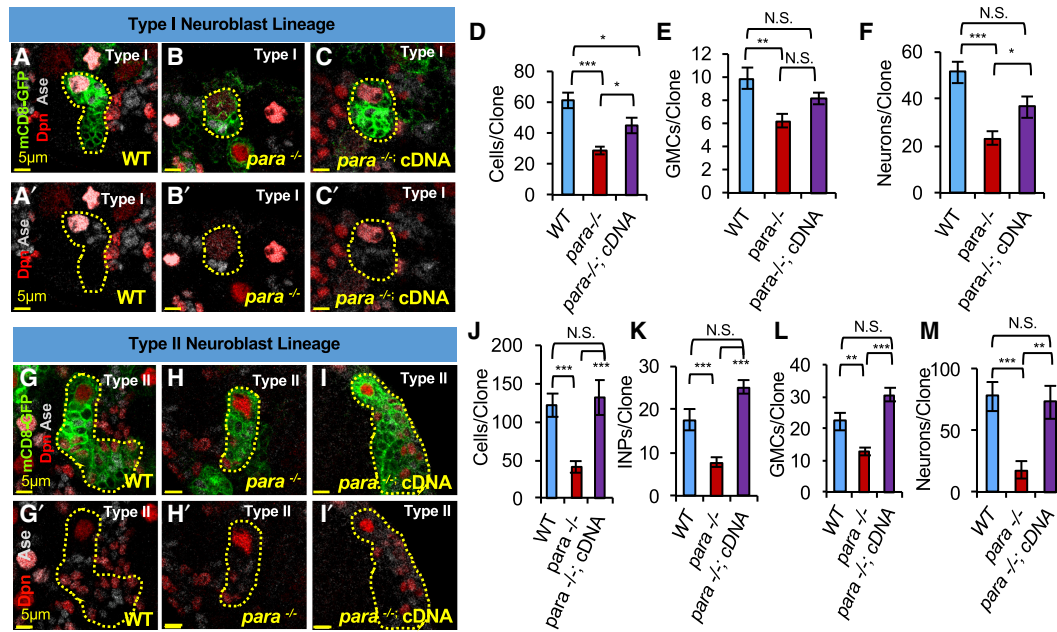 Type I Neuroblast Lineage
A
mCD8-GFP
Dpn Ase
Type I
5µm
WT
B
Type I
para -/-
C
Type I
para -/-; cDNA
A′
Dpn Ase
Type I
5µm
WT
B′
Type I
para -/-
C′
Type I
para -/-; cDNA
D
Cells/Clone
80
60
40
20
0
*
***
*
WT
para-/-
para-/-; cDNA
E
GMCs/Clone
12
10
8
6
4
2
0
N.S.
**
N.S.
WT
para-/-
para-/-; cDNA
F
Neurons/Clone
60
40
20
0
N.S.
***
*
WT
para-/-
para-/-; cDNA
Type II Neuroblast Lineage
G
mCD8-GFP
Dpn Ase
Type II
5µm
WT
H
Type II
para -/-
I
Type II
para -/-; cDNA
G′
Dpn Ase
Type II
5µm
WT
H′
Type II
para -/-
I′
Type II
para -/-; cDNA
J
Cells/Clone
200
150
100
50
0
N.S.
***
***
WT
para -/-
para -/-; cDNA
K
INPs/Clone
30
20
10
0
N.S.
***
***
WT
para -/-
para -/-; cDNA
L
GMCs/Clone
40
30
20
10
0
N.S.
**
***
WT
para -/-
para -/-; cDNA
M
Neurons/Clone
100
50
0
N.S.
***
**
WT
para -/-
para -/-; cDNA